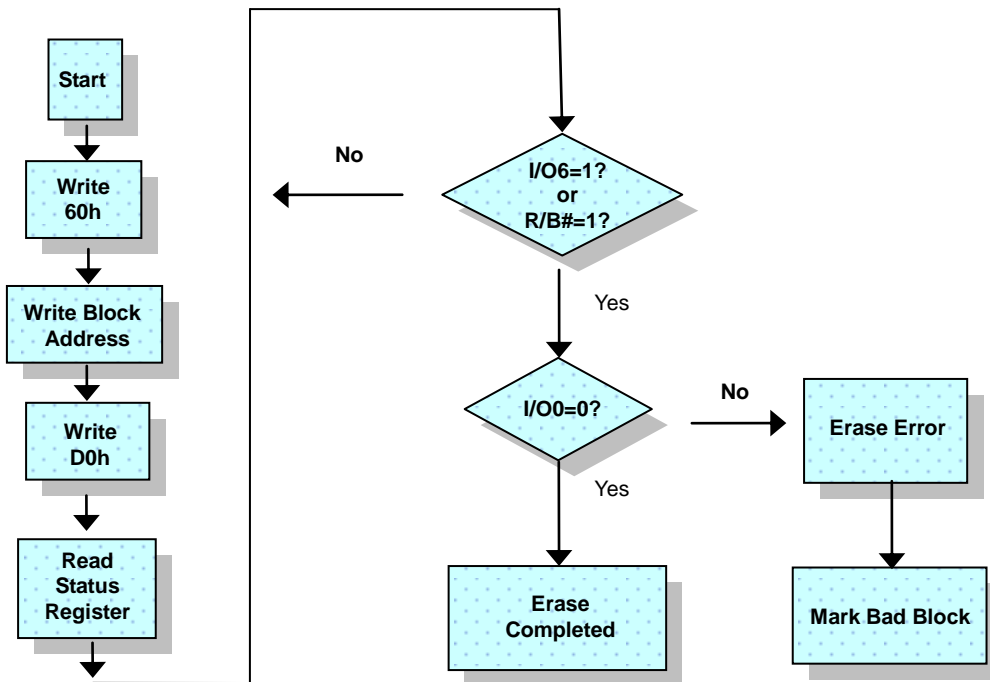 Start
Write
60h
Write Block
Address
Write
D0h
Read
Status
Register
No
I/O6=1?
or
R/B#=1?
Yes
I/O0=0?
No
Erase Error
Yes
Erase
Completed
Mark Bad Block